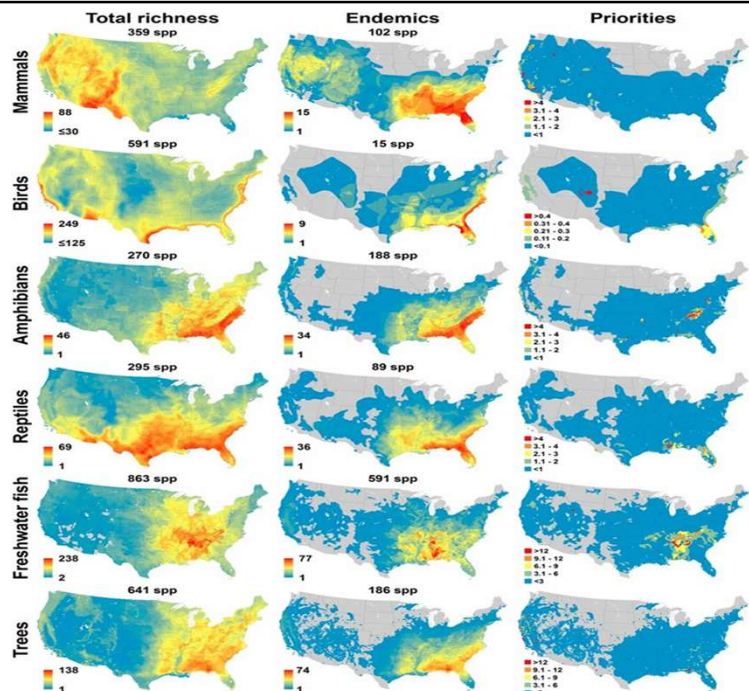 Total richness Endemics Priorities
Mammals
359 spp 102 spp
88
≤30
15
1
>4
3.1 - 4
2.1 - 3
1.1 - 2
<1
Birds
591 spp 15 spp
249
≤125
9
1
>0.4
0.31 - 0.4
0.21 - 0.3
0.11 - 0.2
<0.1
Amphibians
270 spp 188 spp
46
1
34
1
>4
3.1 - 4
2.1 - 3
1.1 - 2
<1
Reptiles
295 spp 89 spp
69
1
36
1
>4
3.1 - 4
2.1 - 3
1.1 - 2
<1
Freshwater fish
863 spp 591 spp
238
2
77
1
>12
9.1 - 12
6.1 - 9
3.1 - 6
<3
Trees
641 spp 186 spp
138
1
74
1
>12
9.1 - 12
6.1 - 9
3.1 - 6
<3